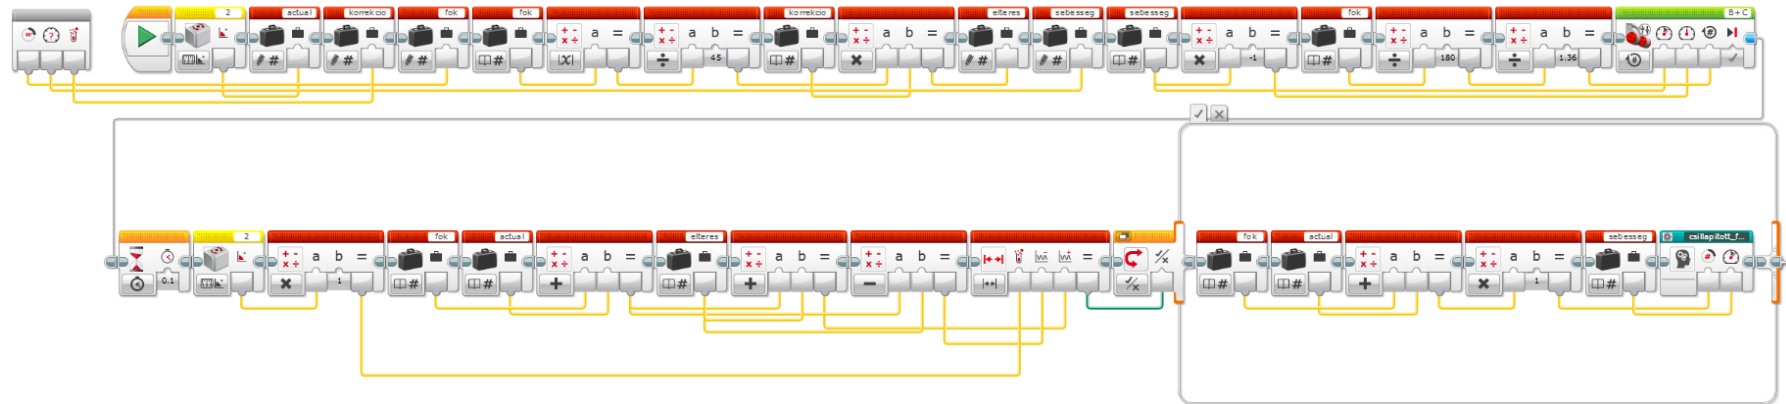 2 actual korrekcio fok fok korrekcio elteres sebesseg sebesseg fok B+C
a = a b = a b = a b = a b = a b =
# # # # |X| 45 # # # # -1 # 180 1.36
2 fok actual elteres fok actual sebesseg csillapitott_f...
a b = a b = a b = a b = = a b = a b =
0.1 1 # # # # # 1 #